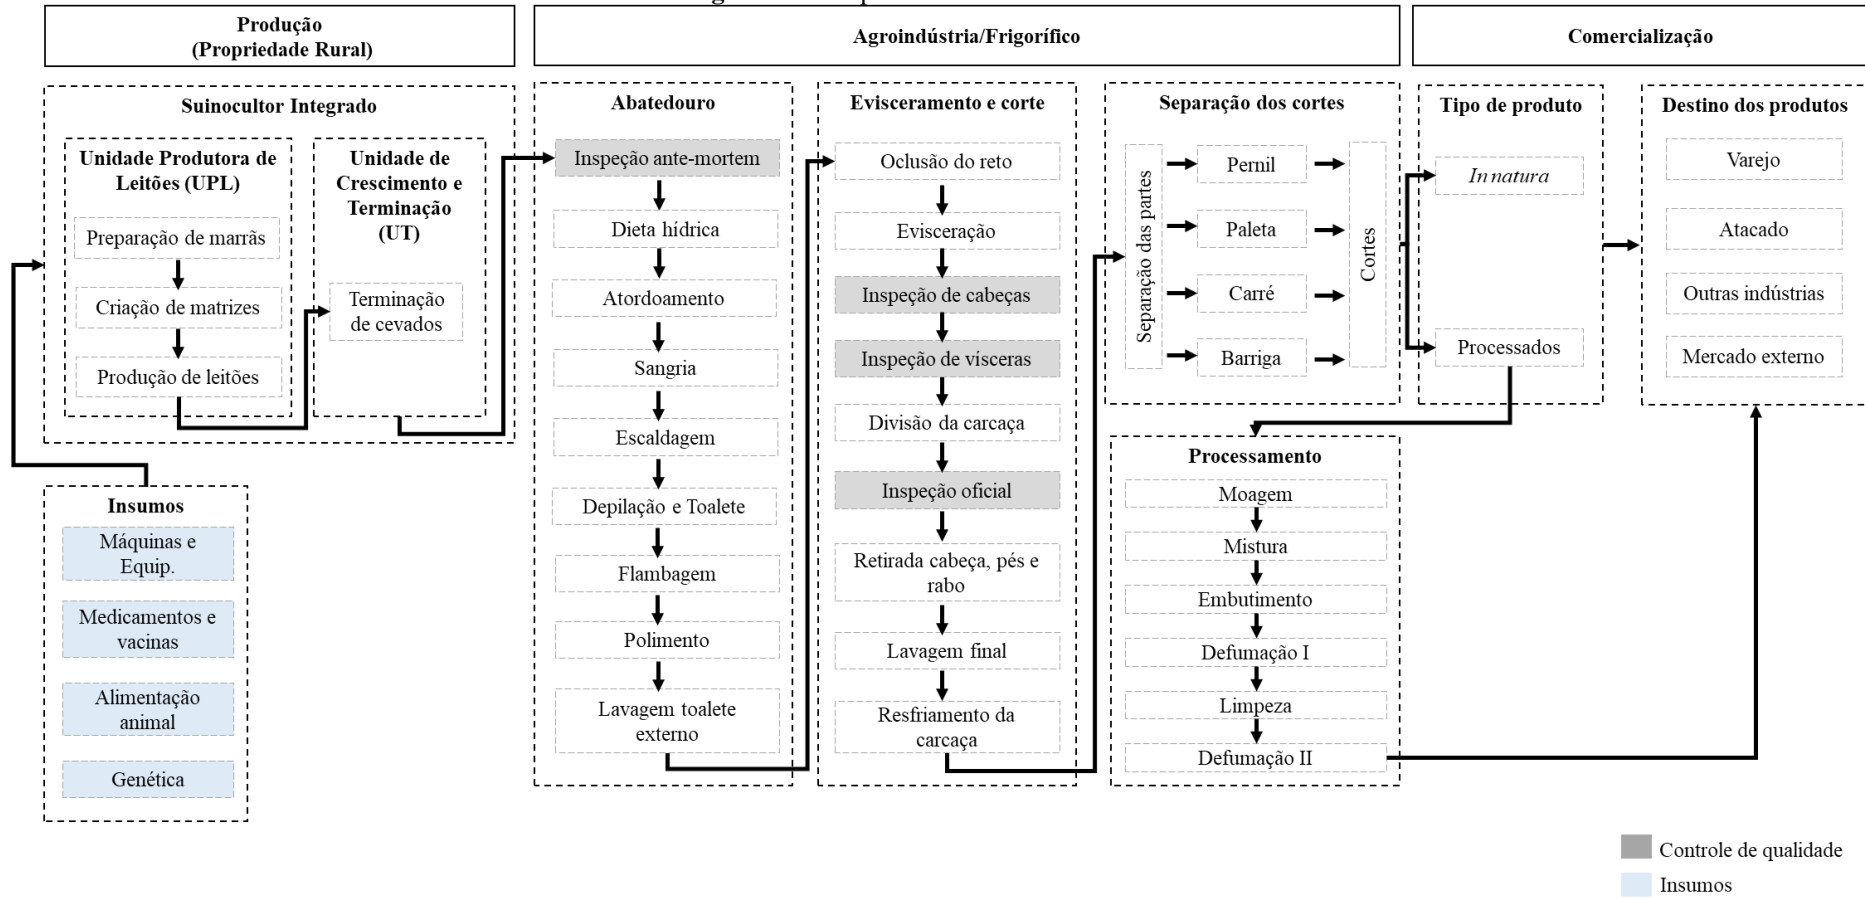 Produção
(Propriedade Rural)
Agroindústria/Frigorífico
Comercialização
Suinocultor Integrado
Unidade Produtora de
Leitões (UPL)
Preparação de marrãs
Criação de matrizes
Produção de leitões
Unidade de
Crescimento e
Terminação
(UT)
Terminação
de cevados
Insumos
Máquinas e
Equip.
Medicamentos e
vacinas
Alimentação
animal
Genética
Abatedouro
Inspeção ante-mortem
Dieta hídrica
Atordoamento
Sangria
Escaldagem
Depilação e Toalete
Flambagem
Polimento
Lavagem toalete
externo
Evisceramento e corte
Oclusão do reto
Evisceração
Inspeção de cabeças
Inspeção de vísceras
Divisão da carcaça
Inspeção oficial
Retirada cabeça, pés e
rabo
Lavagem final
Resfriamento da
carcaça
Separação dos cortes
Separação das partes
Pernil
Paleta
Carré
Barriga
Cortes
Processamento
Moagem
Mistura
Embutimento
Defumação I
Limpeza
Defumação II
Tipo de produto
In natura
Processados
Destino dos produtos
Varejo
Atacado
Outras indústrias
Mercado externo
Controle de qualidade
Insumos